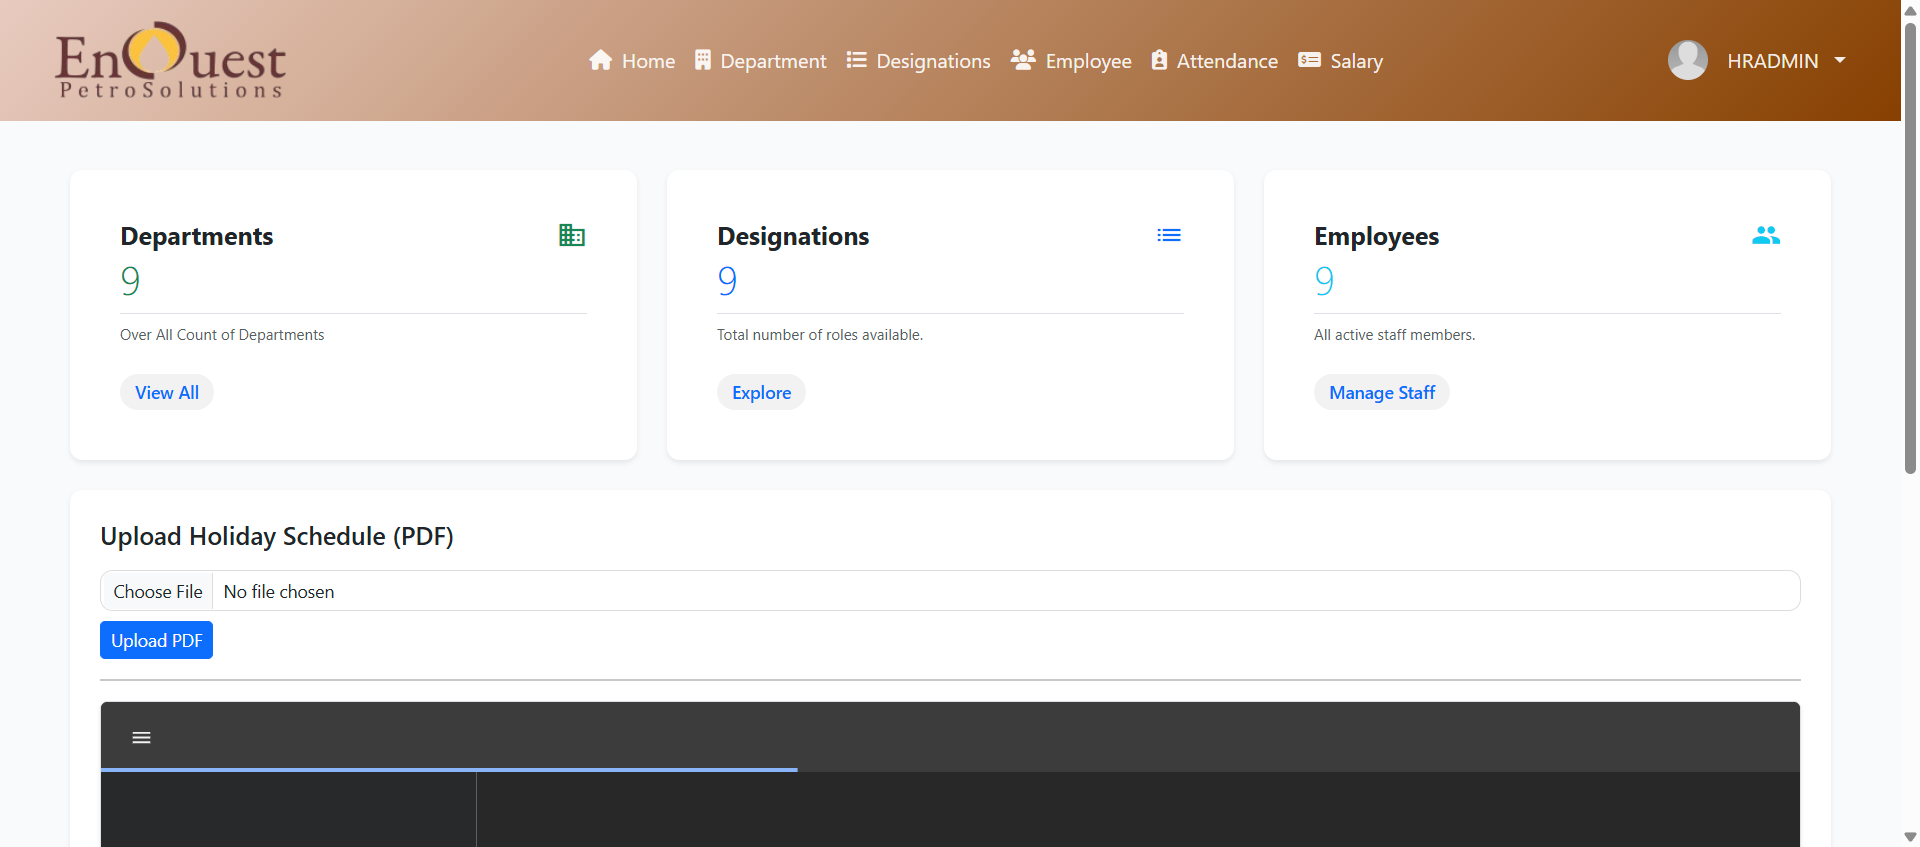 EnQuest
PetroSolutions
Home Department Designations Employee Attendance Salary
HRADMIN
Departments
9
Over All Count of Departments
View All
Designations
9
Total number of roles available.
Explore
Employees
9
All active staff members.
Manage Staff
Upload Holiday Schedule (PDF)
Choose File No file chosen
Upload PDF